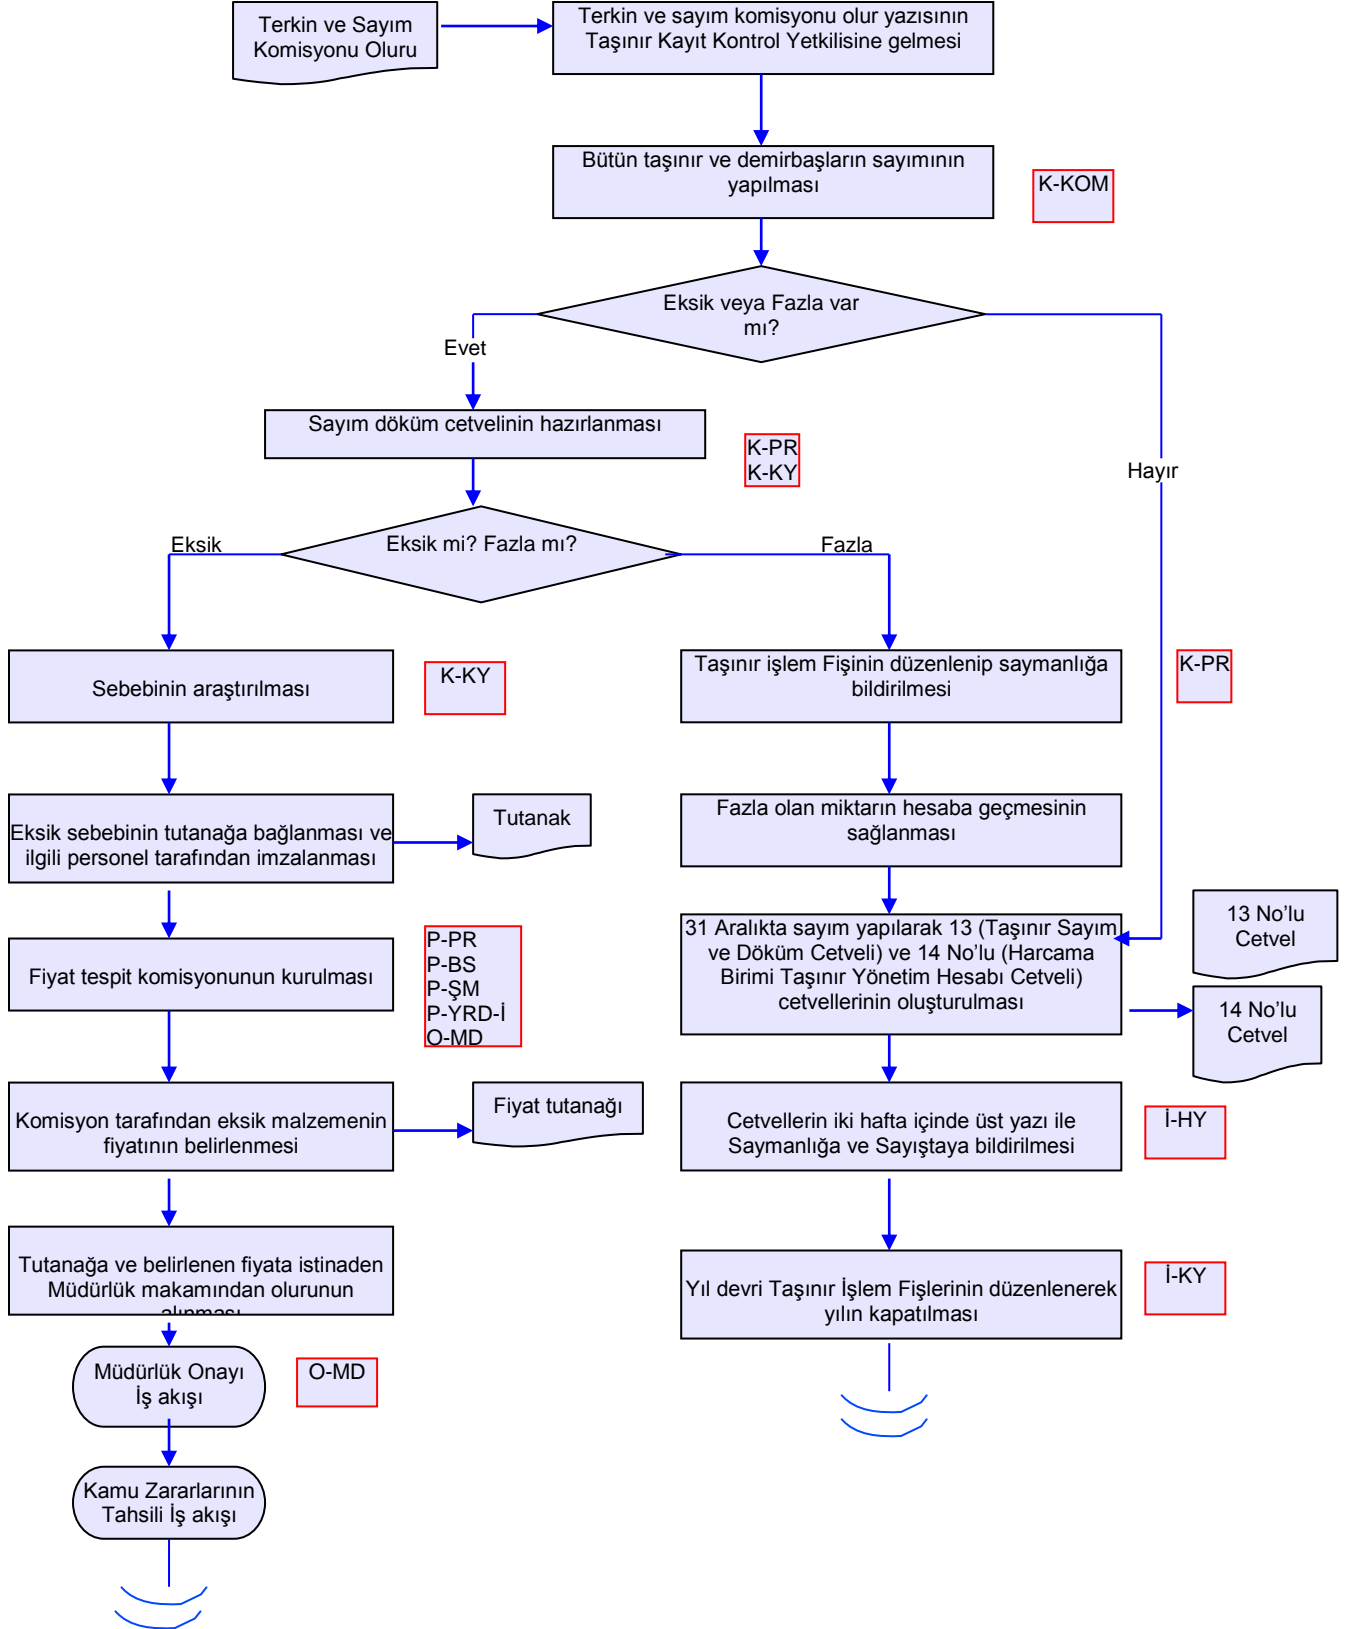 Terkin ve Sayım
Komisyonu Oluru
Terkin ve sayım komisyonu olur yazısının
Taşınır Kayıt Kontrol Yetkilisine gelmesi
Bütün taşınır ve demirbaşların sayımının
yapılması
K-KOM
Eksik veya Fazla var
mı?
Evet
Sayım döküm cetvelinin hazırlanması
K-PR
K-KY
Hayır
Eksik
Eksik mi? Fazla mı?
Fazla
Sebebinin araştırılması
K-KY
Taşınır işlem Fişinin düzenlenip saymanlığa
bildirilmesi
K-PR
Eksik sebebinin tutanağa bağlanması ve
ilgili personel tarafından imzalanması
Tutanak
Fazla olan miktarın hesaba geçmesinin
sağlanması
Fiyat tespit komisyonunun kurulması
P-PR
P-BS
P-ŞM
P-YRD-İ
O-MD
31 Aralıkta sayım yapılarak 13 (Taşınır Sayım
ve Döküm Cetveli) ve 14 No’lu (Harcama
Birimi Taşınır Yönetim Hesabı Cetveli)
cetvellerinin oluşturulması
13 No’lu
Cetvel
14 No’lu
Cetvel
Komisyon tarafından eksik malzemenin
fiyatının belirlenmesi
Fiyat tutanağı
Cetvellerin iki hafta içinde üst yazı ile
Saymanlığa ve Sayıştaya bildirilmesi
İ-HY
Tutanağa ve belirlenen fiyata istinaden
Müdürlük makamından olurunun
alınması
Yıl devri Taşınır İşlem Fişlerinin düzenlenerek
yılın kapatılması
İ-KY
Müdürlük Onayı
İş akışı
O-MD
Kamu Zararlarının
Tahsili İş akışı